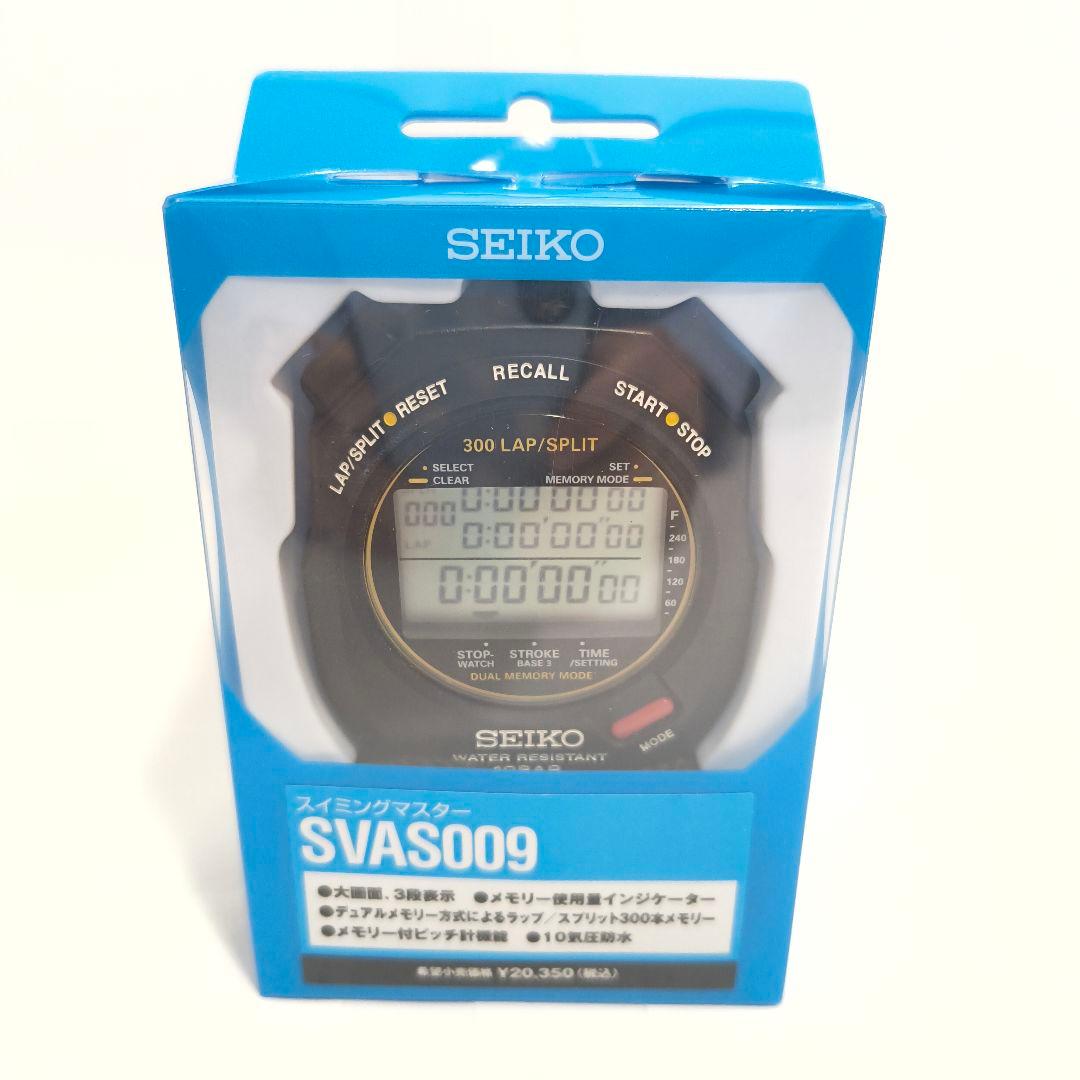 SEIKO
RECALL
LAP/SPLIT RESET
START STOP
300 LAP/SPLIT
SELECT
CLEAR
SET
MEMORY MODE
0:00'00"00
000
0:00'00"00
LAP
0:00'00"00
F
240
180
120
60
STOP-WATCH
STROKE BASE 3
TIME /SETTING
DUAL MEMORY MODE
SEIKO
MODE
WATER RESISTANT
10BAR
スイミングマスター
SVAS009
●大画面、3段表示 ●メモリー使用量インジケーター
●デュアルメモリー方式によるラップ/スプリット300本メモリー
●メモリー付ピッチ計機能 ●10気圧防水
希望小売価格 ¥20,350(税込)